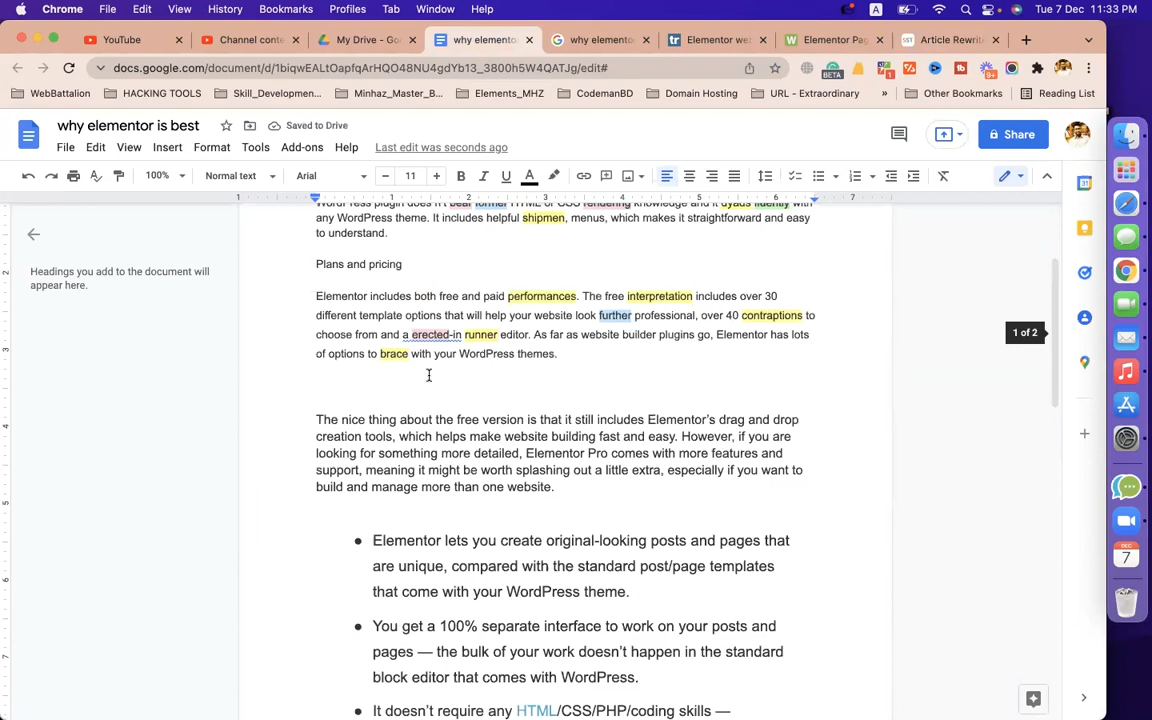 Chrome File Edit View History Bookmarks Profiles Tab Window Help A Tue 7 Dec 11:33 PM
YouTube Channel conte My Drive - Goo why elemento why elemento Elementor we Elementor Pag Article Rewrit
docs.google.com/document/d/1biqwEALtOapfqArHQO48NU4gdYb13_3800h5W4QATJg/edit#
BETA
WebBattalion HACKING TOOLS Skill_Developmen... Minhaz_Master_B... Elements_MHZ CodemanBD Domain Hosting URL - Extraordinary » Other Bookmarks Reading List
why elementor is best Saved to Drive
File Edit View Insert Format Tools Add-ons Help Last edit was seconds ago
Share
100% Normal text Arial 11
1 1 2 3 4 5 6 7
Headings you add to the document will
appear here.
any WordPress theme. It includes helpful shipmen, menus, which makes it straightforward and easy
to understand.
Plans and pricing
Elementor includes both free and paid performances. The free interpretation includes over 30
different template options that will help your website look further professional, over 40 contraptions to
choose from and a erected-in runner editor. As far as website builder plugins go, Elementor has lots
of options to brace with your WordPress themes.
1 of 2
The nice thing about the free version is that it still includes Elementor's drag and drop
creation tools, which helps make website building fast and easy. However, if you are
looking for something more detailed, Elementor Pro comes with more features and
support, meaning it might be worth splashing out a little extra, especially if you want to
build and manage more than one website.
● Elementor lets you create original-looking posts and pages that
are unique, compared with the standard post/page templates
that come with your WordPress theme.
● You get a 100% separate interface to work on your posts and
pages — the bulk of your work doesn't happen in the standard
block editor that comes with WordPress.
● It doesn't require any HTML/CSS/PHP/coding skills —
DEC
7